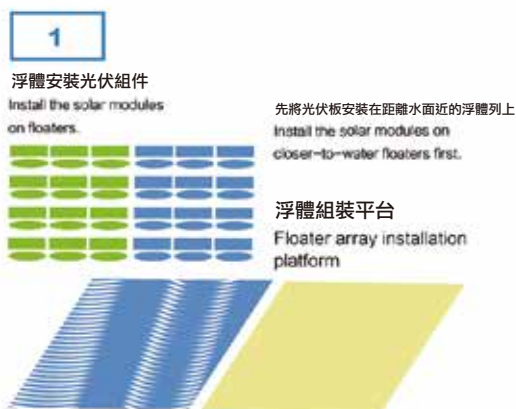 1
浮體安裝光伏組件
Install the solar modules
on floaters.
先將光伏板安裝在距離水面近的浮體列上
Install the solar modules on
closer-to-water floaters first.
浮體組裝平台
Floater array installation
platform